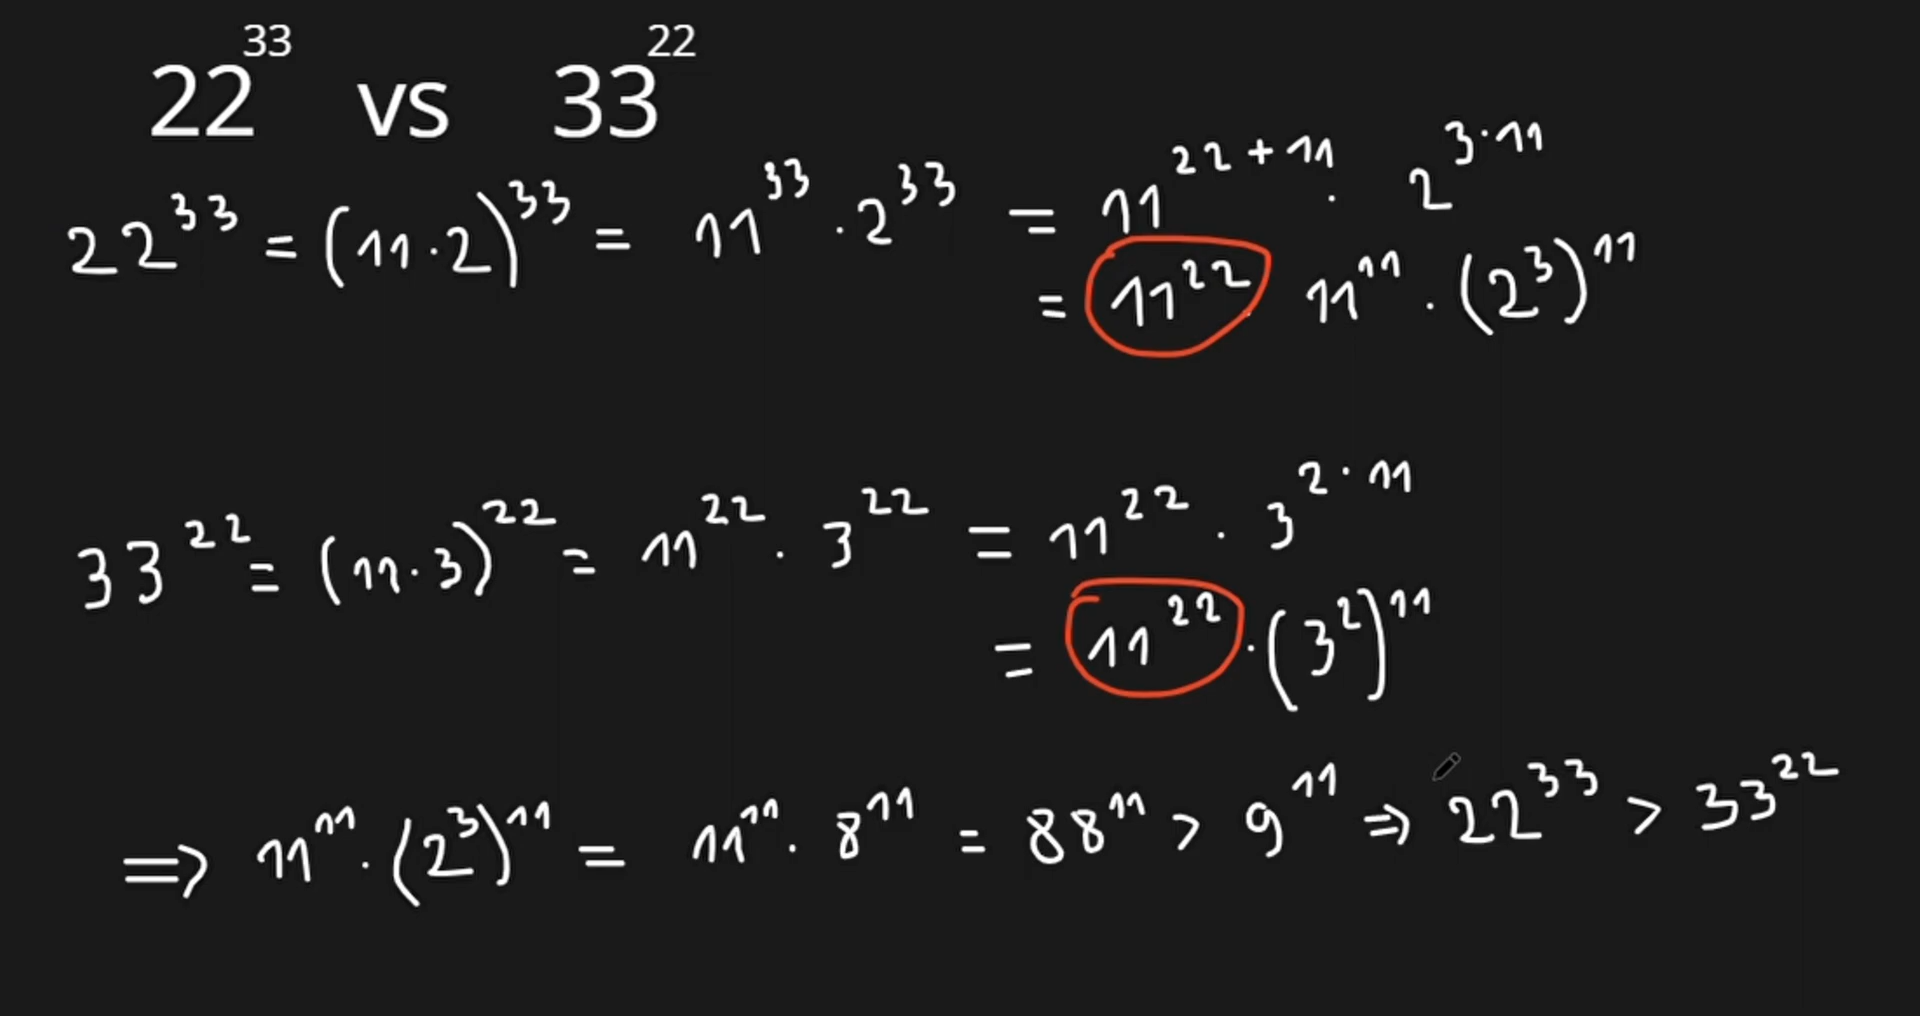 22^33 vs 33^22
22^33 = (11·2)^33 = 11^33 · 2^33 = 11^(22+11) · 2^(3·11)
= 11^22 11^11 · (2^3)^11
33^22 = (11·3)^22 = 11^22 · 3^22 = 11^22 · 3^(2·11)
= 11^22 · (3^2)^11
⇒ 11^11 · (2^3)^11 = 11^11 · 8^11 = 88^11 > 9^11 ⇒ 22^33 > 33^22